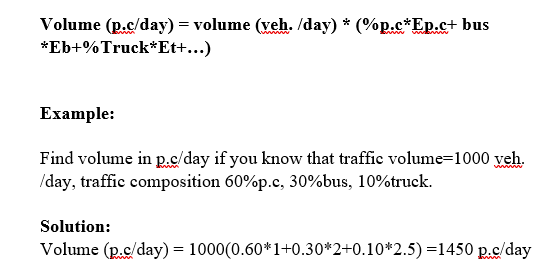 Volume (p.c/day) = volume (veh. /day) * (%p.c*Ep.c+ bus
*Eb+%Truck*Et+...)
Example:
Find volume in p.c/day if you know that traffic volume=1000 veh.
/day, traffic composition 60%p.c, 30%bus, 10%truck.
Solution:
Volume (p.c/day) = 1000(0.60*1+0.30*2+0.10*2.5) =1450 p.c/day